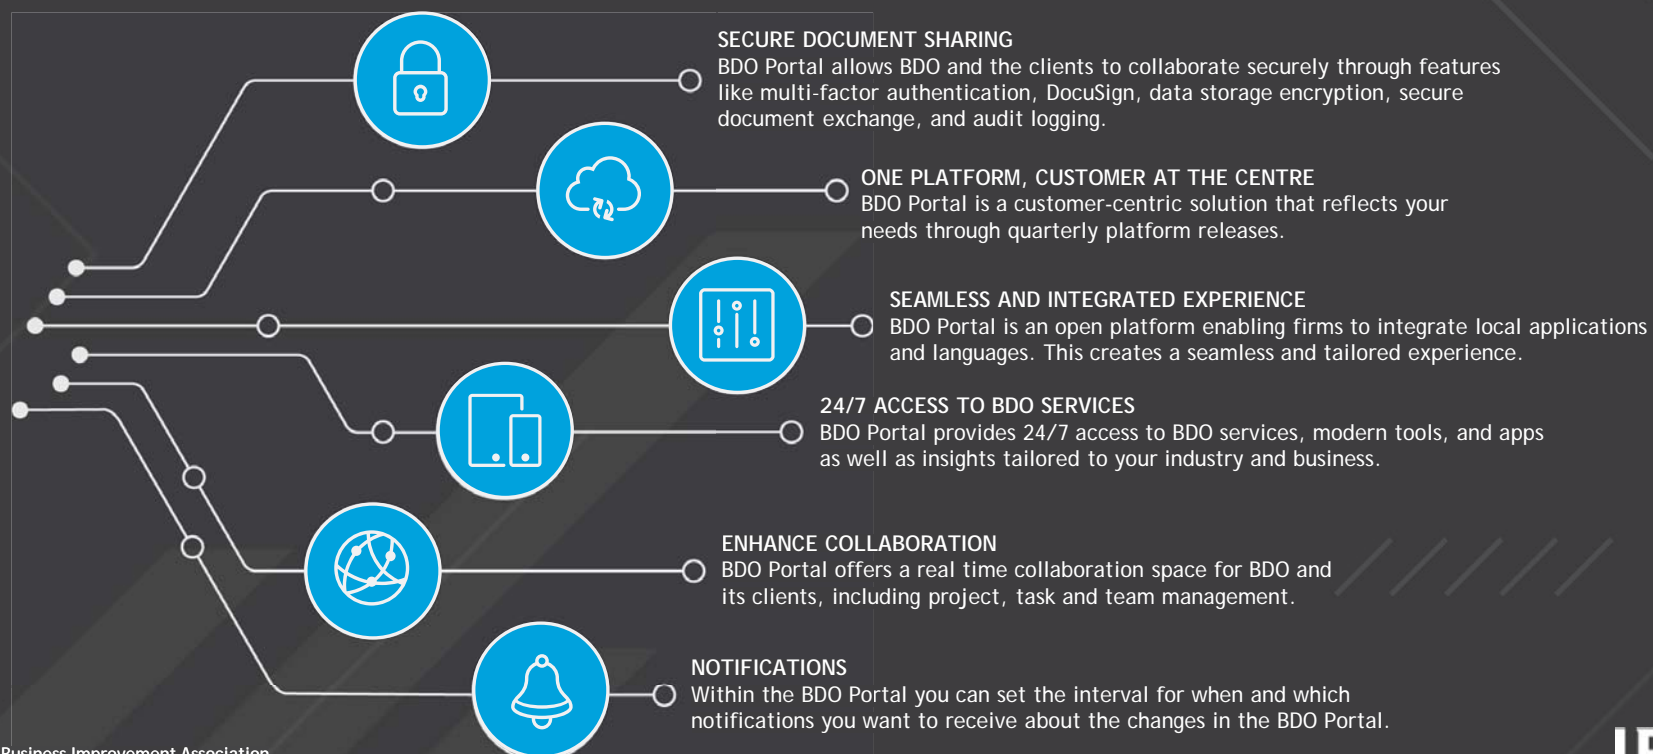 SECURE DOCUMENT SHARING
BDO Portal allows BDO and the clients to collaborate securely through features
like multi-factor authentication, DocuSign, data storage encryption, secure
document exchange, and audit logging.
ONE PLATFORM, CUSTOMER AT THE CENTRE
BDO Portal is a customer-centric solution that reflects your
needs through quarterly platform releases.
SEAMLESS AND INTEGRATED EXPERIENCE
BDO Portal is an open platform enabling firms to integrate local applications
and languages. This creates a seamless and tailored experience.
24/7 ACCESS TO BDO SERVICES
BDO Portal provides 24/7 access to BDO services, modern tools, and apps
as well as insights tailored to your industry and business.
ENHANCE COLLABORATION
BDO Portal offers a real time collaboration space for BDO and
its clients, including project, task and team management.
NOTIFICATIONS
Within the BDO Portal you can set the interval for when and which
notifications you want to receive about the changes in the BDO Portal.
Business Improvement Association